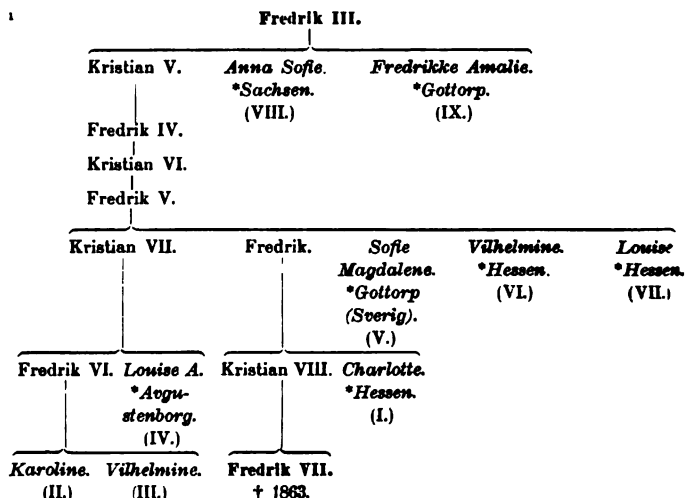 1
Fredrik III.
Kristian V. Anna Sofie. Fredrikke Amalie.
*Sachsen. *Gottorp.
(VIII.) (IX.)
Fredrik IV.
Kristian VI.
Fredrik V.
Kristian VII. Fredrik. Sofie Vilhelmine. Louise
Magdalene. *Hessen. *Hessen.
*Gottorp (VI.) (VII.)
(Sverig).
(V.)
Fredrik VI. Louise A. Kristian VIII. Charlotte.
*Avgu- *Hessen.
stenborg. (I.)
(IV.)
Karoline. Vilhelmine. Fredrik VII.
(II.) (III.) † 1863.